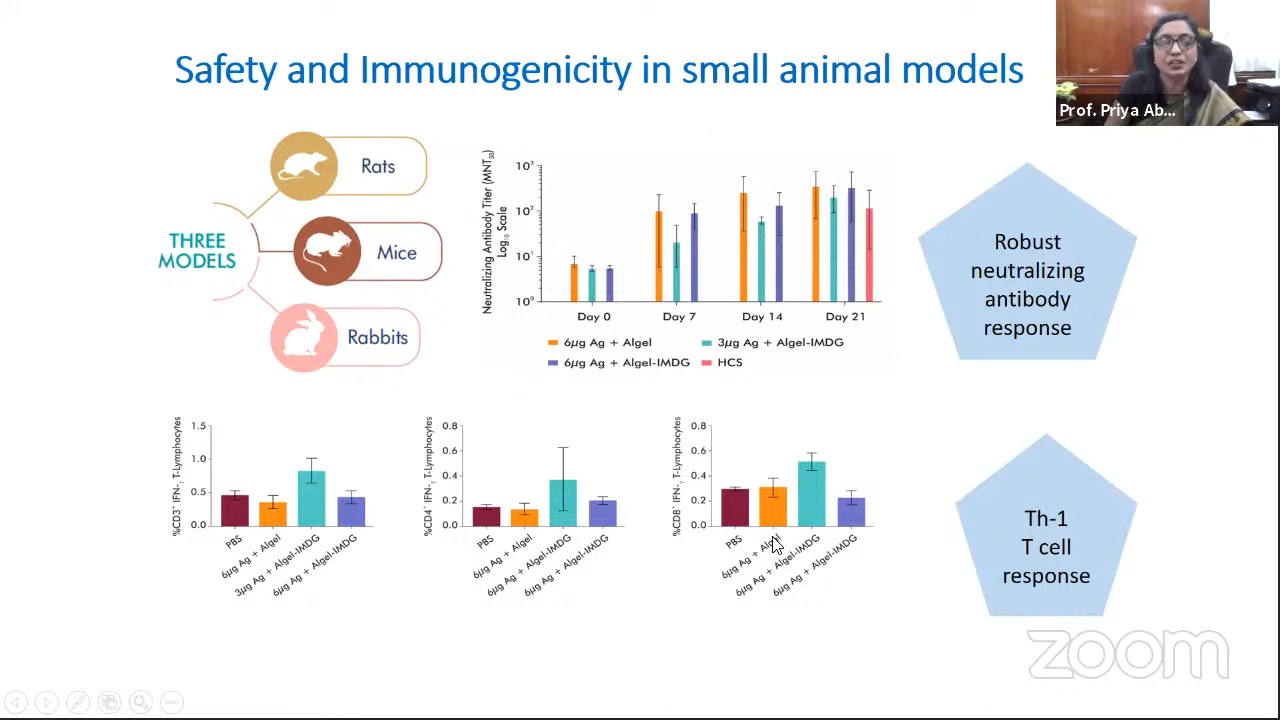 Safety and Immunogenicity in small animal models
Prof. Priya Ab...
THREE
MODELS
Rats
Mice
Rabbits
Neutralizing Antibody Titer (MNT50)
Log10 Scale
10³
10²
10¹
10⁰
Day 0
Day 7
Day 14
Day 21
6µg Ag + Algel
3µg Ag + Algel-IMDG
6µg Ag + Algel-IMDG
HCS
Robust
neutralizing
antibody
response
%CD3⁺ IFN-γ T-Lymphocytes
1.5
1.0
0.5
0.0
PBS
6µg Ag + Algel
3µg Ag + Algel-IMDG
6µg Ag + Algel-IMDG
%CD4⁺ IFN-γ T-Lymphocytes
0.8
0.6
0.4
0.2
0.0
PBS
6µg Ag + Algel
6µg Ag + Algel-IMDG
6µg Ag + Algel-IMDG
%CD8⁺ IFN-γ T-Lymphocytes
0.8
0.6
0.4
0.2
0.0
PBS
6µg Ag + Algel
6µg Ag + Algel-IMDG
6µg Ag + Algel-IMDG
Th-1
T cell
response
zoom